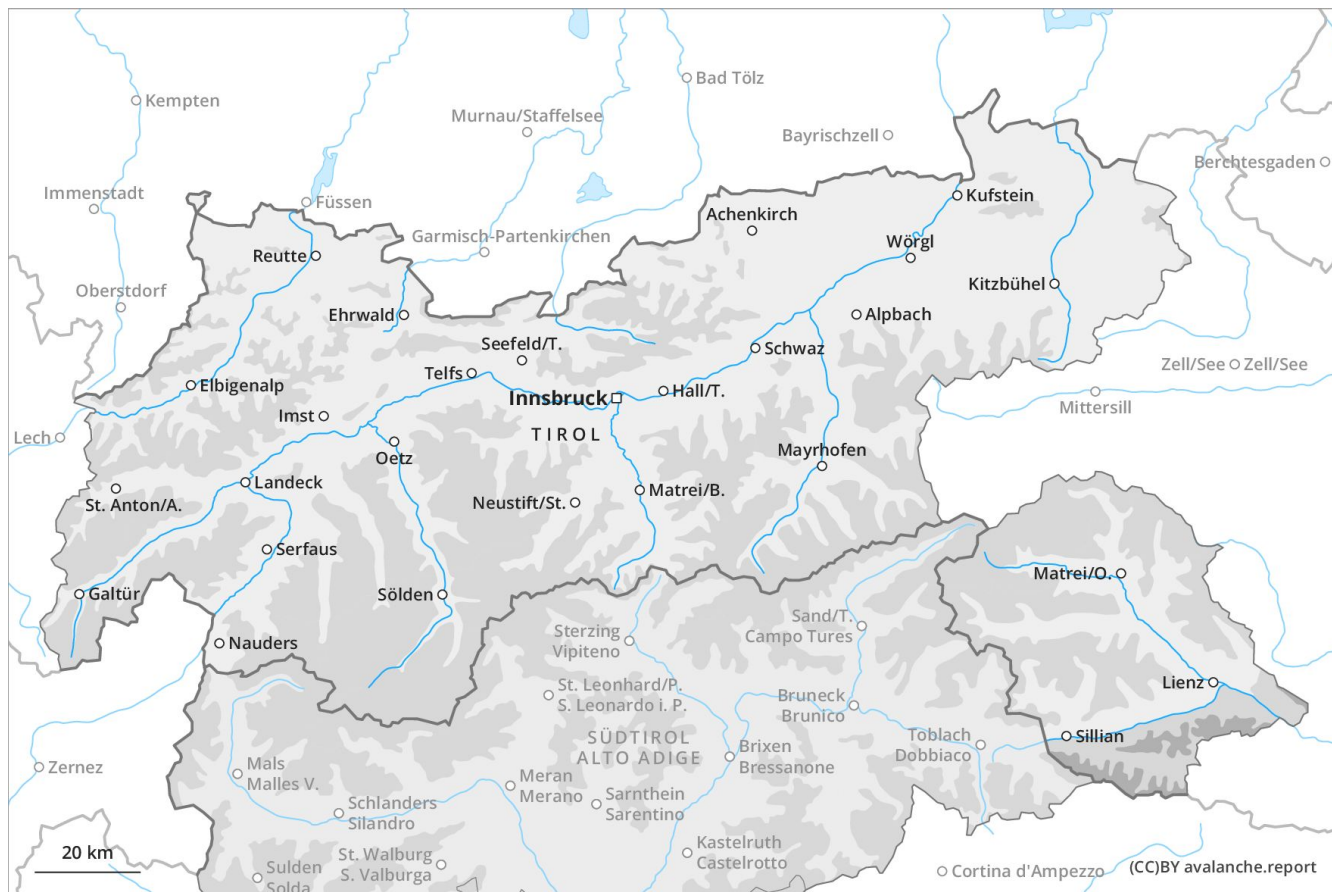 Kempten
Bad Tölz
Murnau/Staffelsee
Bayrischzell
Berchtesgaden
Immenstadt
Füssen
Kufstein
Achenkirch
Garmisch-Partenkirchen
Wörgl
Reutte
Oberstdorf
Kitzbühel
Ehrwald
Alpbach
Seefeld/T.
Schwaz
Telfs
Zell/See
Zell/See
Elbigenalp
Innsbruck
Hall/T.
Mittersill
Imst
TIROL
Lech
Oetz
Mayrhofen
Landeck
St. Anton/A.
Neustift/St.
Matrei/B.
Serfaus
Matrei/O.
Galtür
Sölden
Sand/T.
Campo Tures
Sterzing
Vipiteno
Nauders
Lienz
St. Leonhard/P.
S. Leonardo i. P.
Bruneck
Brunico
SÜDTIROL
ALTO ADIGE
Toblach
Dobbiaco
Sillian
Brixen
Bressanone
Zernez
Mals
Malles V.
Meran
Merano
Sarnthein
Sarentino
Schlanders
Silandro
Kastelruth
Castelrotto
20 km
St. Walburg
S. Valburga
Sulden
Solda
Cortina d'Ampezzo
(CC)BY avalanche.report